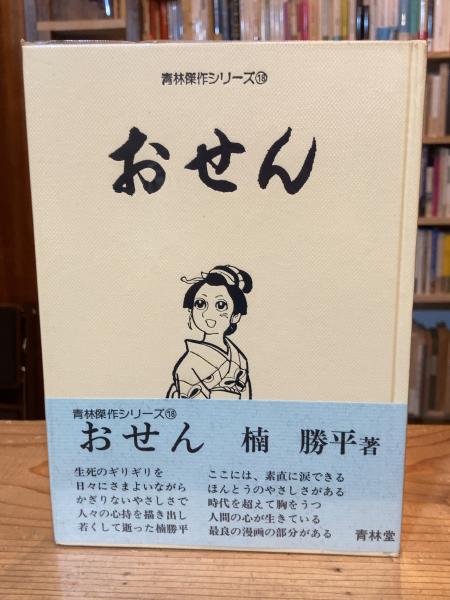 青林傑作シリーズ⑱
おせん
青林傑作シリーズ⑱
おせん 楠 勝平著
生死のギリギリを
日々にさまよいながら
かぎりないやさしさで
人々の心持を描き出し
若くして逝った楠勝平
ここには、素直に涙できる
ほんとうのやさしさがある
時代を超えて胸をうつ
人間の心が生きている
最良の漫画の部分がある
青林堂